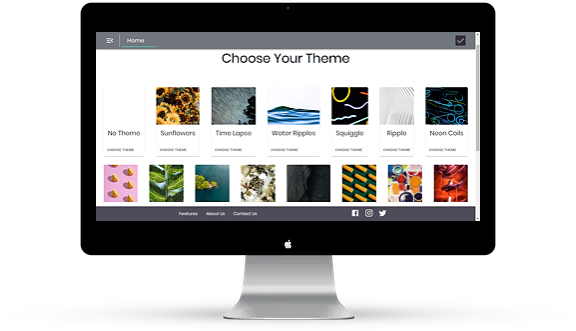 Home
Choose Your Theme
No Theme Sunflowers Time Lapse Water Ripples Squiggle Ripple Neon Coils
CHOOSE THEME CHOOSE THEME CHOOSE THEME CHOOSE THEME CHOOSE THEME CHOOSE THEME CHOOSE THEME
Features About Us Contact Us